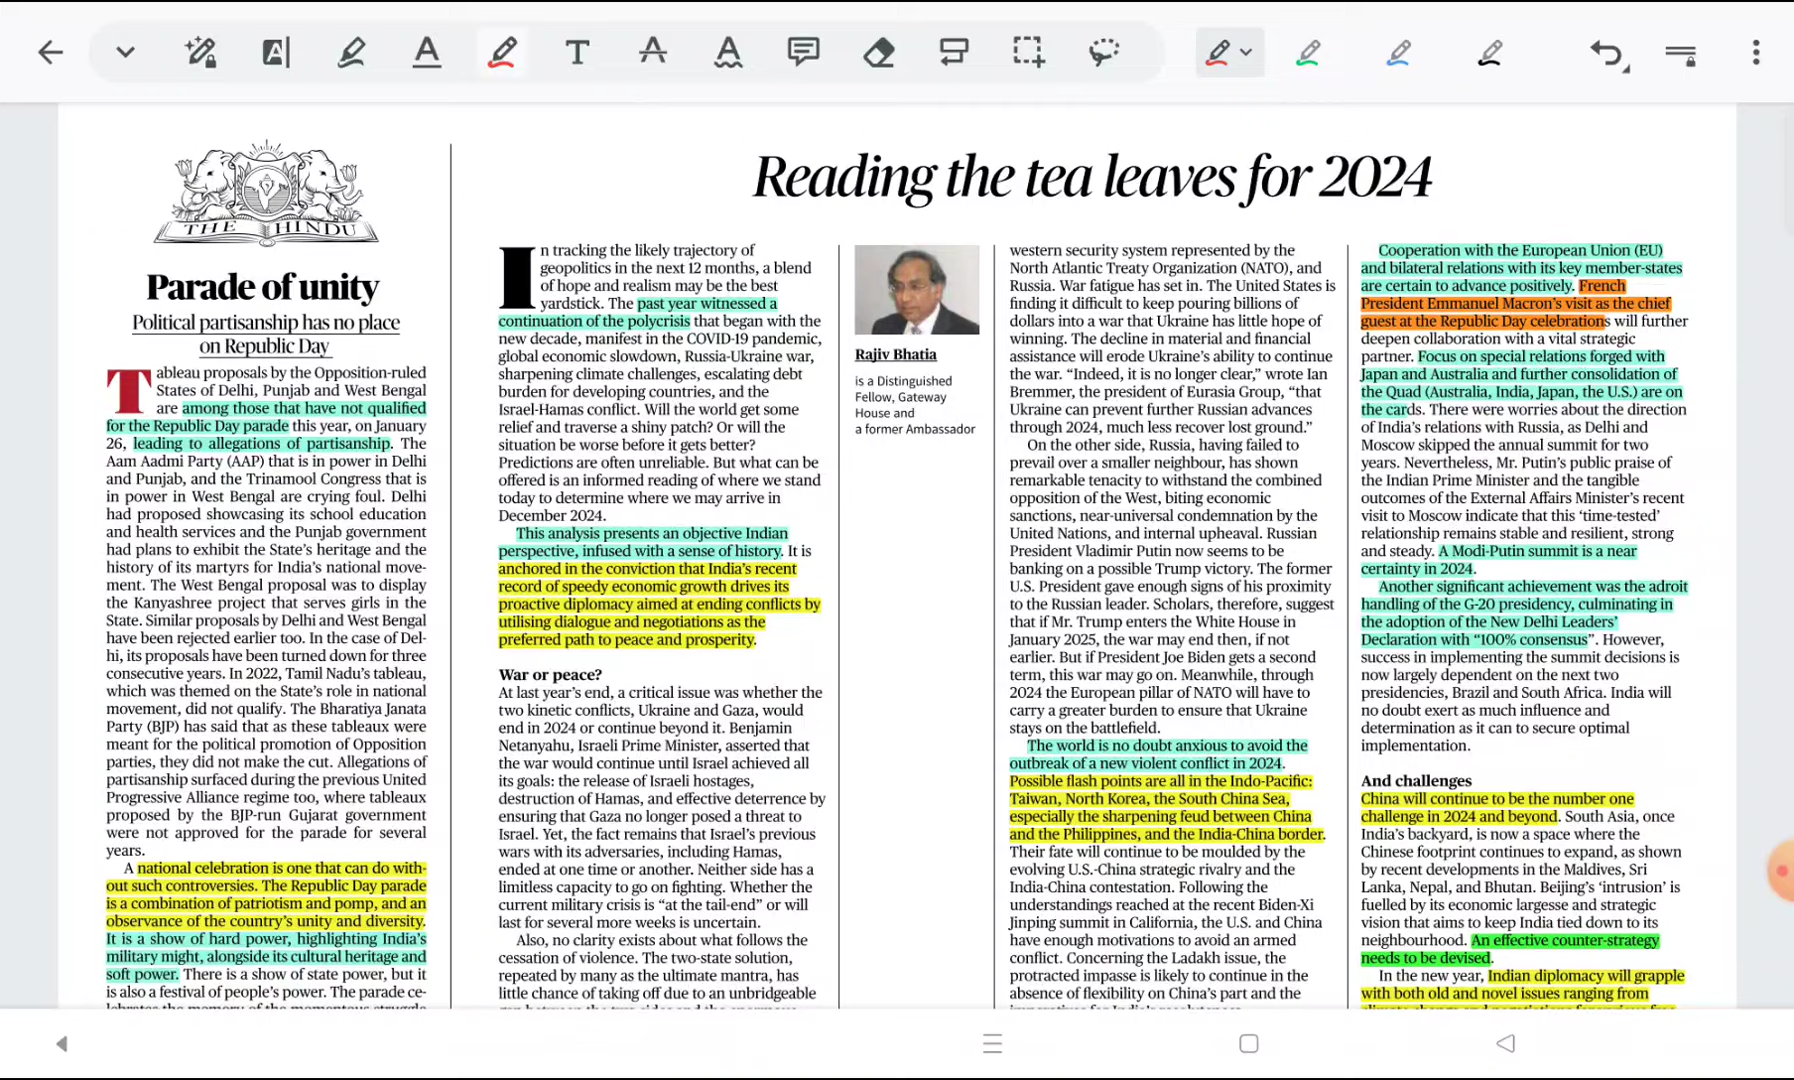 THE HINDU
Parade of unity
Political partisanship has no place
on Republic Day
Tableau proposals by the Opposition-ruled
States of Delhi, Punjab and West Bengal
are among those that have not qualified
for the Republic Day parade this year, on January
26, leading to allegations of partisanship. The
Aam Aadmi Party (AAP) that is in power in Delhi
and Punjab, and the Trinamool Congress that is
in power in West Bengal are crying foul. Delhi
had proposed showcasing its school education
and health services and the Punjab government
had plans to exhibit the State's heritage and the
history of its martyrs for India's national move-
ment. The West Bengal proposal was to display
the Kanyashree project that serves girls in the
State. Similar proposals by Delhi and West Bengal
have been rejected earlier too. In the case of Del-
hi, its proposals have been turned down for three
consecutive years. In 2022, Tamil Nadu's tableau,
which was themed on the State's role in national
movement, did not qualify. The Bharatiya Janata
Party (BJP) has said that as these tableaux were
meant for the political promotion of Opposition
parties, they did not make the cut. Allegations of
partisanship surfaced during the previous United
Progressive Alliance regime too, where tableaux
proposed by the BJP-run Gujarat government
were not approved for the parade for several
years.
A national celebration is one that can do with-
out such controversies. The Republic Day parade
is a combination of patriotism and pomp, and an
observance of the country's unity and diversity.
It is a show of hard power, highlighting India's
military might, alongside its cultural heritage and
soft power. There is a show of state power, but it
is also a festival of people's power. The parade ce-
Reading the tea leaves for 2024
In tracking the likely trajectory of
geopolitics in the next 12 months, a blend
of hope and realism may be the best
yardstick. The past year witnessed a
continuation of the polycrisis that began with the
new decade, manifest in the COVID-19 pandemic,
global economic slowdown, Russia-Ukraine war,
sharpening climate challenges, escalating debt
burden for developing countries, and the
Israel-Hamas conflict. Will the world get some
relief and traverse a shiny patch? Or will the
situation be worse before it gets better?
Predictions are often unreliable. But what can be
offered is an informed reading of where we stand
today to determine where we may arrive in
December 2024.
This analysis presents an objective Indian
perspective, infused with a sense of history. It is
anchored in the conviction that India's recent
record of speedy economic growth drives its
proactive diplomacy aimed at ending conflicts by
utilising dialogue and negotiations as the
preferred path to peace and prosperity.
War or peace?
At last year's end, a critical issue was whether the
two kinetic conflicts, Ukraine and Gaza, would
end in 2024 or continue beyond it. Benjamin
Netanyahu, Israeli Prime Minister, asserted that
the war would continue until Israel achieved all
its goals: the release of Israeli hostages,
destruction of Hamas, and effective deterrence by
ensuring that Gaza no longer posed a threat to
Israel. Yet, the fact remains that Israel's previous
wars with its adversaries, including Hamas,
ended at one time or another. Neither side has a
limitless capacity to go on fighting. Whether the
current military crisis is “at the tail-end” or will
last for several more weeks is uncertain.
Also, no clarity exists about what follows the
cessation of violence. The two-state solution,
repeated by many as the ultimate mantra, has
little chance of taking off due to an unbridgeable
Rajiv Bhatia
is a Distinguished
Fellow, Gateway
House and
a former Ambassador
western security system represented by the
North Atlantic Treaty Organization (NATO), and
Russia. War fatigue has set in. The United States is
finding it difficult to keep pouring billions of
dollars into a war that Ukraine has little hope of
winning. The decline in material and financial
assistance will erode Ukraine's ability to continue
the war. “Indeed, it is no longer clear,” wrote Ian
Bremmer, the president of Eurasia Group, “that
Ukraine can prevent further Russian advances
through 2024, much less recover lost ground.”
On the other side, Russia, having failed to
prevail over a smaller neighbour, has shown
remarkable tenacity to withstand the combined
opposition of the West, biting economic
sanctions, near-universal condemnation by the
United Nations, and internal upheaval. Russian
President Vladimir Putin now seems to be
banking on a possible Trump victory. The former
U.S. President gave enough signs of his proximity
to the Russian leader. Scholars, therefore, suggest
that if Mr. Trump enters the White House in
January 2025, the war may end then, if not
earlier. But if President Joe Biden gets a second
term, this war may go on. Meanwhile, through
2024 the European pillar of NATO will have to
carry a greater burden to ensure that Ukraine
stays on the battlefield.
The world is no doubt anxious to avoid the
outbreak of a new violent conflict in 2024.
Possible flash points are all in the Indo-Pacific:
Taiwan, North Korea, the South China Sea,
especially the sharpening feud between China
and the Philippines, and the India-China border.
Their fate will continue to be moulded by the
evolving U.S.-China strategic rivalry and the
India-China contestation. Following the
understandings reached at the recent Biden-Xi
Jinping summit in California, the U.S. and China
have enough motivations to avoid an armed
conflict. Concerning the Ladakh issue, the
protracted impasse is likely to continue in the
absence of flexibility on China's part and the
Cooperation with the European Union (EU)
and bilateral relations with its key member-states
are certain to advance positively. French
President Emmanuel Macron's visit as the chief
guest at the Republic Day celebrations will further
deepen collaboration with a vital strategic
partner. Focus on special relations forged with
Japan and Australia and further consolidation of
the Quad (Australia, India, Japan, the U.S.) are on
the cards. There were worries about the direction
of India's relations with Russia, as Delhi and
Moscow skipped the annual summit for two
years. Nevertheless, Mr. Putin's public praise of
the Indian Prime Minister and the tangible
outcomes of the External Affairs Minister's recent
visit to Moscow indicate that this ‘time-tested’
relationship remains stable and resilient, strong
and steady. A Modi-Putin summit is a near
certainty in 2024.
Another significant achievement was the adroit
handling of the G-20 presidency, culminating in
the adoption of the New Delhi Leaders'
Declaration with “100% consensus”. However,
success in implementing the summit decisions is
now largely dependent on the next two
presidencies, Brazil and South Africa. India will
no doubt exert as much influence and
determination as it can to secure optimal
implementation.
And challenges
China will continue to be the number one
challenge in 2024 and beyond. South Asia, once
India's backyard, is now a space where the
Chinese footprint continues to expand, as shown
by recent developments in the Maldives, Sri
Lanka, Nepal, and Bhutan. Beijing's ‘intrusion’ is
fuelled by its economic largesse and strategic
vision that aims to keep India tied down to its
neighbourhood. An effective counter-strategy
needs to be devised.
In the new year, Indian diplomacy will grapple
with both old and novel issues ranging from